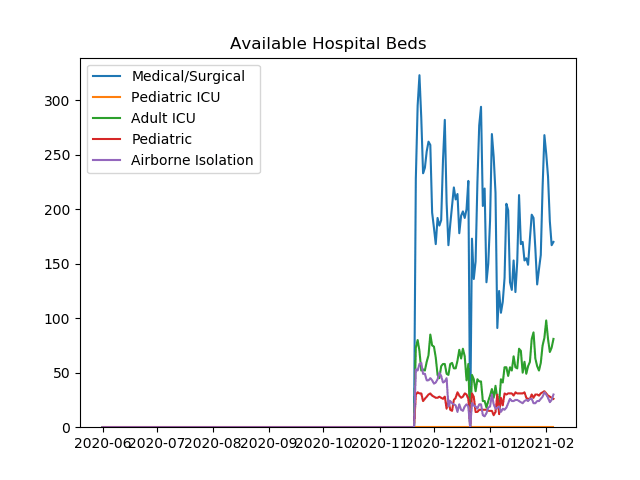 Available Hospital Beds
Medical/Surgical
Pediatric ICU
Adult ICU
Pediatric
Airborne Isolation
300
250
200
150
100
50
0
2020-06 2020-07 2020-08 2020-09 2020-10 2020-11 2020-12 2021-01 2021-02